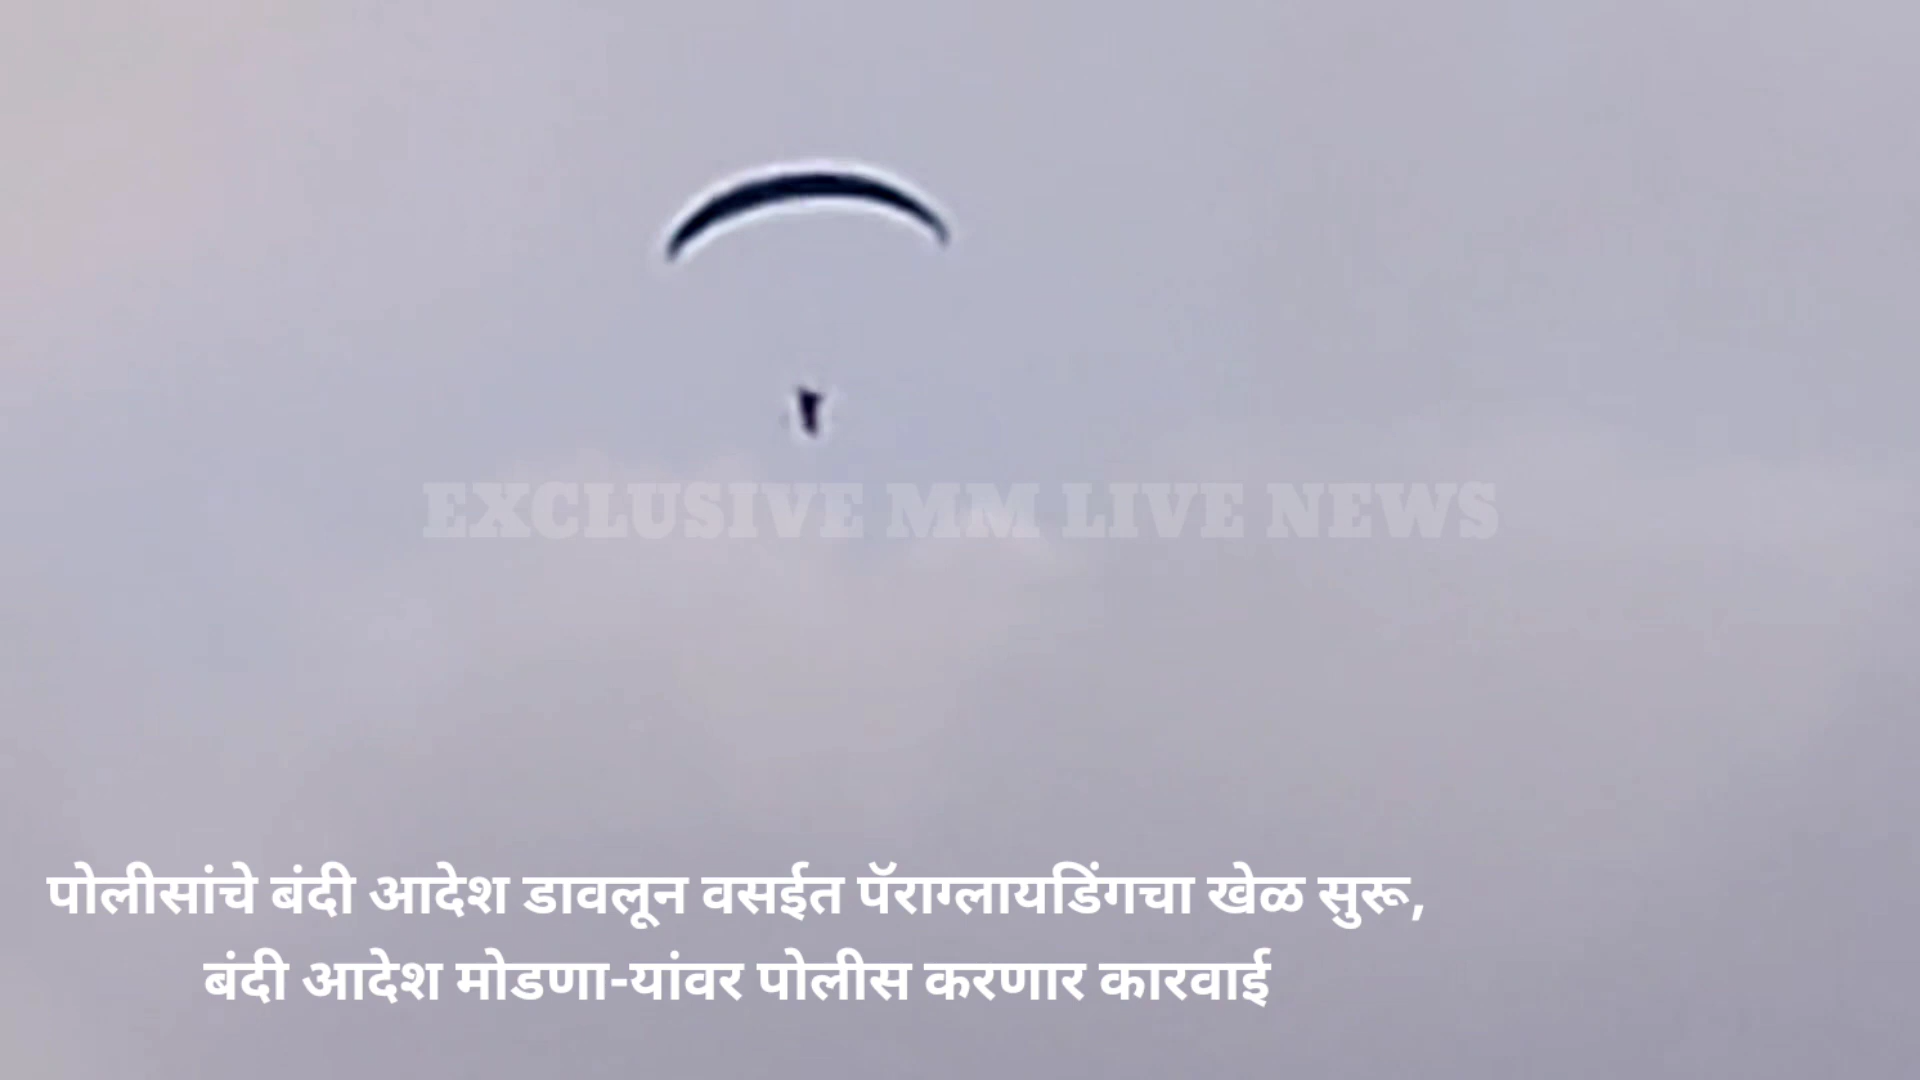 EXCLUSIVE MM LIVE NEWS
पोलीसांचे बंदी आदेश डावलून वसईत पॅराग्लायडिंगचा खेळ सुरू,
बंदी आदेश मोडणा-यांवर पोलीस करणार कारवाई